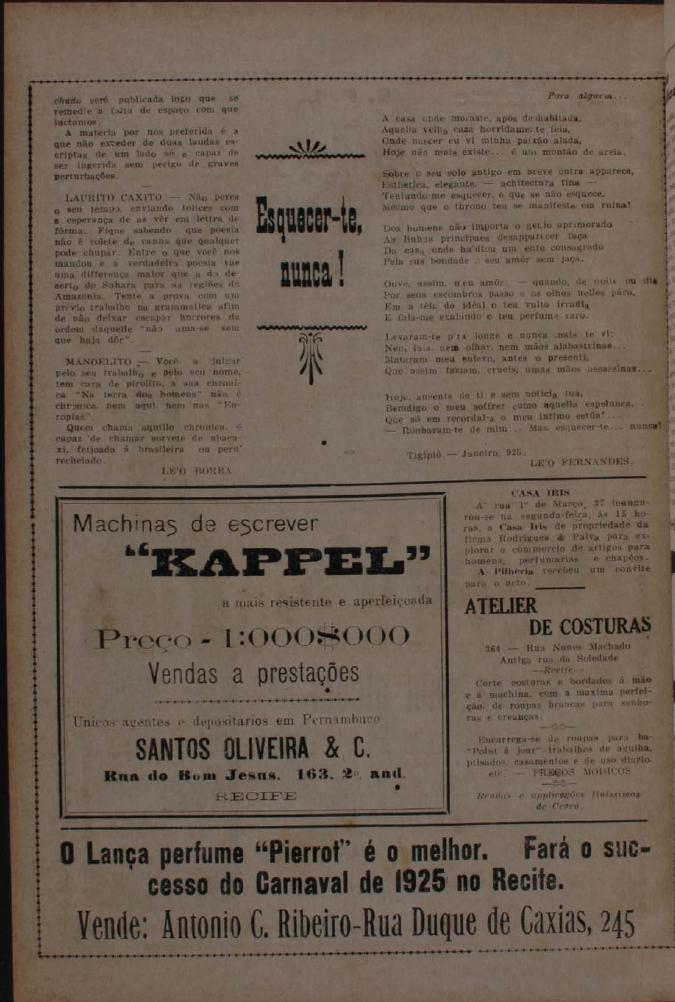 chado será publicada logo que se
remedie a falta de espaço com que
luctamos.
A materia por nós preferida é a
que não exceder de duas laudas es-
criptas de um lado só e capaz de
ser ingerida sem perigo de graves
perturbações.
LAURITO CAXITO — Não perca
o seu tempo, enviando tolices com
a esperança de as vêr em lettra de
fôrma. Fique sabendo que poesia
não é rolete de canna que qualquer
pode chupar. Entre o que você nos
mandou e a verdadeira poesia vae
uma differença maior que a do de-
serto do Sahara para as regiões da
Amazonia. Tente a prova com um
prévio trabalho na grammatica afim
de não deixar escapar horrores da
ordem daquelle "não ama-se sem
que haja dôr".
MANOELITO — Você a julgar
pelo seu trabalho e pelo seu nome,
tem cara de pirolito, a sua chroni-
ca "Na terra dos homens" não é
chronica, nem aqui, nem nas "Eu-
ropias".
Quem chama aquillo chronica, é
capaz de chamar sorvete de abaca-
xi, feijoada á brasileira ou perú
recheiado.
LE'O BORBA
Esquecer-te,
nunca !
Para alguem...
A casa onde moraste, após deshabitada,
Aquella velha casa horridamente feia,
Onde nascer eu vi minha paixão alada,
Hoje não mais existe... é um montão de areia.
Sobre o seu solo antigo em breve outra appareça,
Esthetica, elegante, — achitectura fina —
Tentando-me esquecer, é que se não esquece,
Mesmo que o throno teu se manifeste em ruina!
Dos homens não importa o genio aprimorado
As linhas principaes desapparecer faça
Da casa onde habitou um ente consagrado
Pela sua bondade e seu amôr sem jaça.
Ouve, assim, meu amôr: — quando, de noite ou dia
Por seus escombros passo e os olhos nelles páro,
Em a téla do idéal o teu vulto irradia
E fala-me exalando o teu perfume raro.
Levaram-te p'ra longe e nunca mais te vi:
Nem fala, nem olhar, nem mãos alabastrinas...
Mataram meu enlevo, antes o presenti,
Que assim faziam, crueis, umas mãos assassinas...
Hoje, ausente de ti e sem noticia tua,
Bendigo o meu soffrer como aquella espelunca,
Que só em recordal-a o meu intimo
— Roubaram-te de mim... Mas esquecer-te... nunca!
Tigipió — Janeiro, 925.
LE'O FERNANDES.
Machinas de escrever
"KAPPEL"
a mais resistente e aperfeiçoada
Preço - 1:000$000
Vendas a prestações
Unicos agentes e depositarios em Pernambuco
SANTOS OLIVEIRA & C.
Rua do Bom Jesus, 163, 2º. and.
RECIFE
CASA IRIS
A' rua 1º de Março, 37 inaugu-
rou-se na segunda-feira, ás 15 ho-
ras, a Casa Iris de propriedade da
firma Rodrigues & Paiva para ex-
plorar o commercio de artigos para
homens, perfumarias e chapéos.
A Pilheria recebeu um convite
para o acto.
ATELIER
DE COSTURAS
364 — Rua Nunes Machado
Antiga rua da Soledade
—Recife—
Corte costuras e bordados á mão
e á machina, com a maxima perfei-
ção, de roupas brancas para senho-
ras e creanças.
Encarrega-se de roupas para ba-
"Point à jour" trabalhos de agulha,
plisados, casamentos e de uso diario.
etc. — PREÇOS MODICOS
Rendas e applicações finissimas
do Ceará.
O Lança perfume "Pierrot" é o melhor. Fará o suc-
cesso do Carnaval de 1925 no Recife.
Vende: Antonio C. Ribeiro-Rua Duque de Caxias, 245